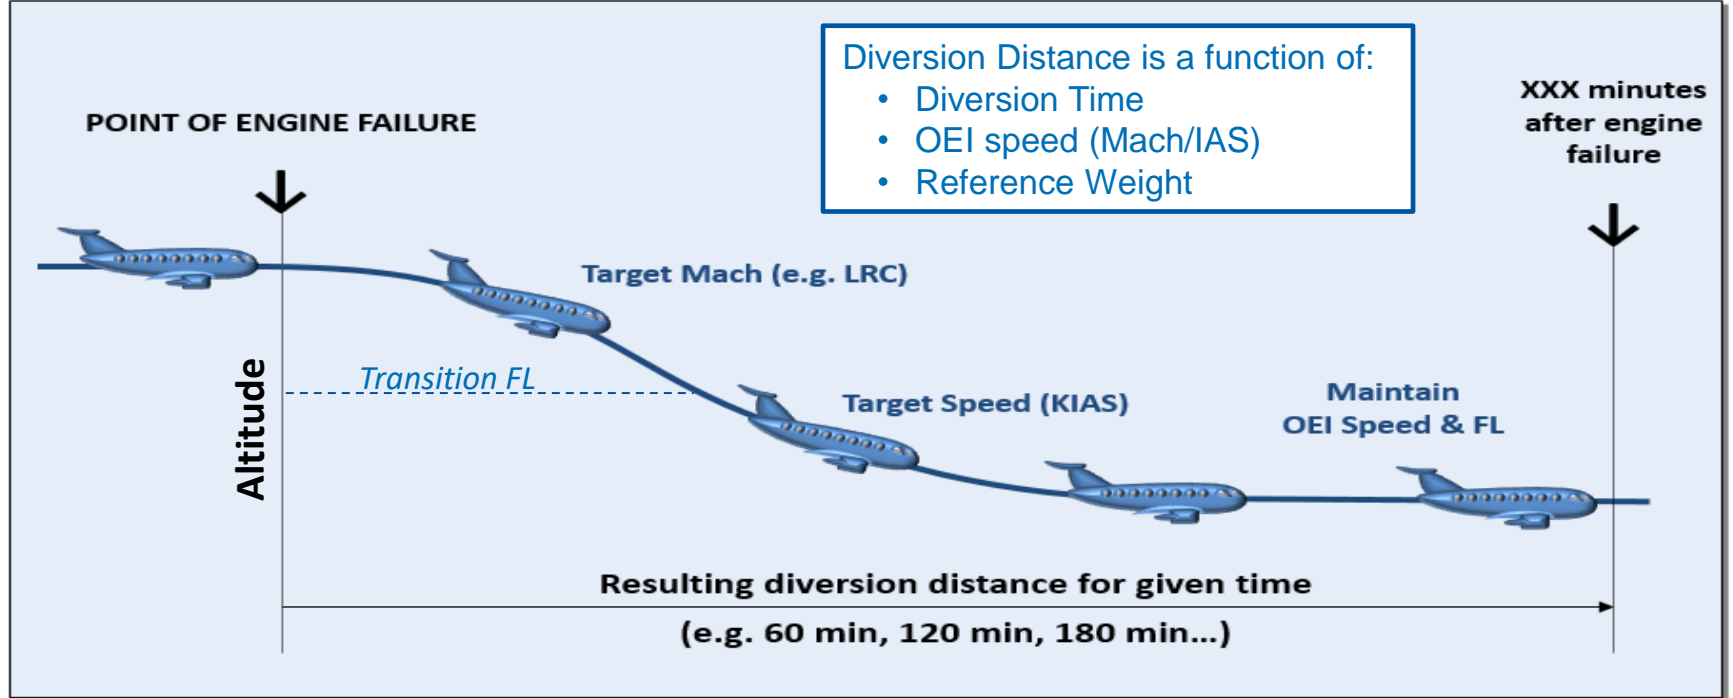 Diversion Distance is a function of:
• Diversion Time
• OEI speed (Mach/IAS)
• Reference Weight
POINT OF ENGINE FAILURE
XXX minutes
after engine
failure
Target Mach (e.g. LRC)
Altitude
Transition FL
Target Speed (KIAS)
Maintain
OEI Speed & FL
Resulting diversion distance for given time
(e.g. 60 min, 120 min, 180 min...)